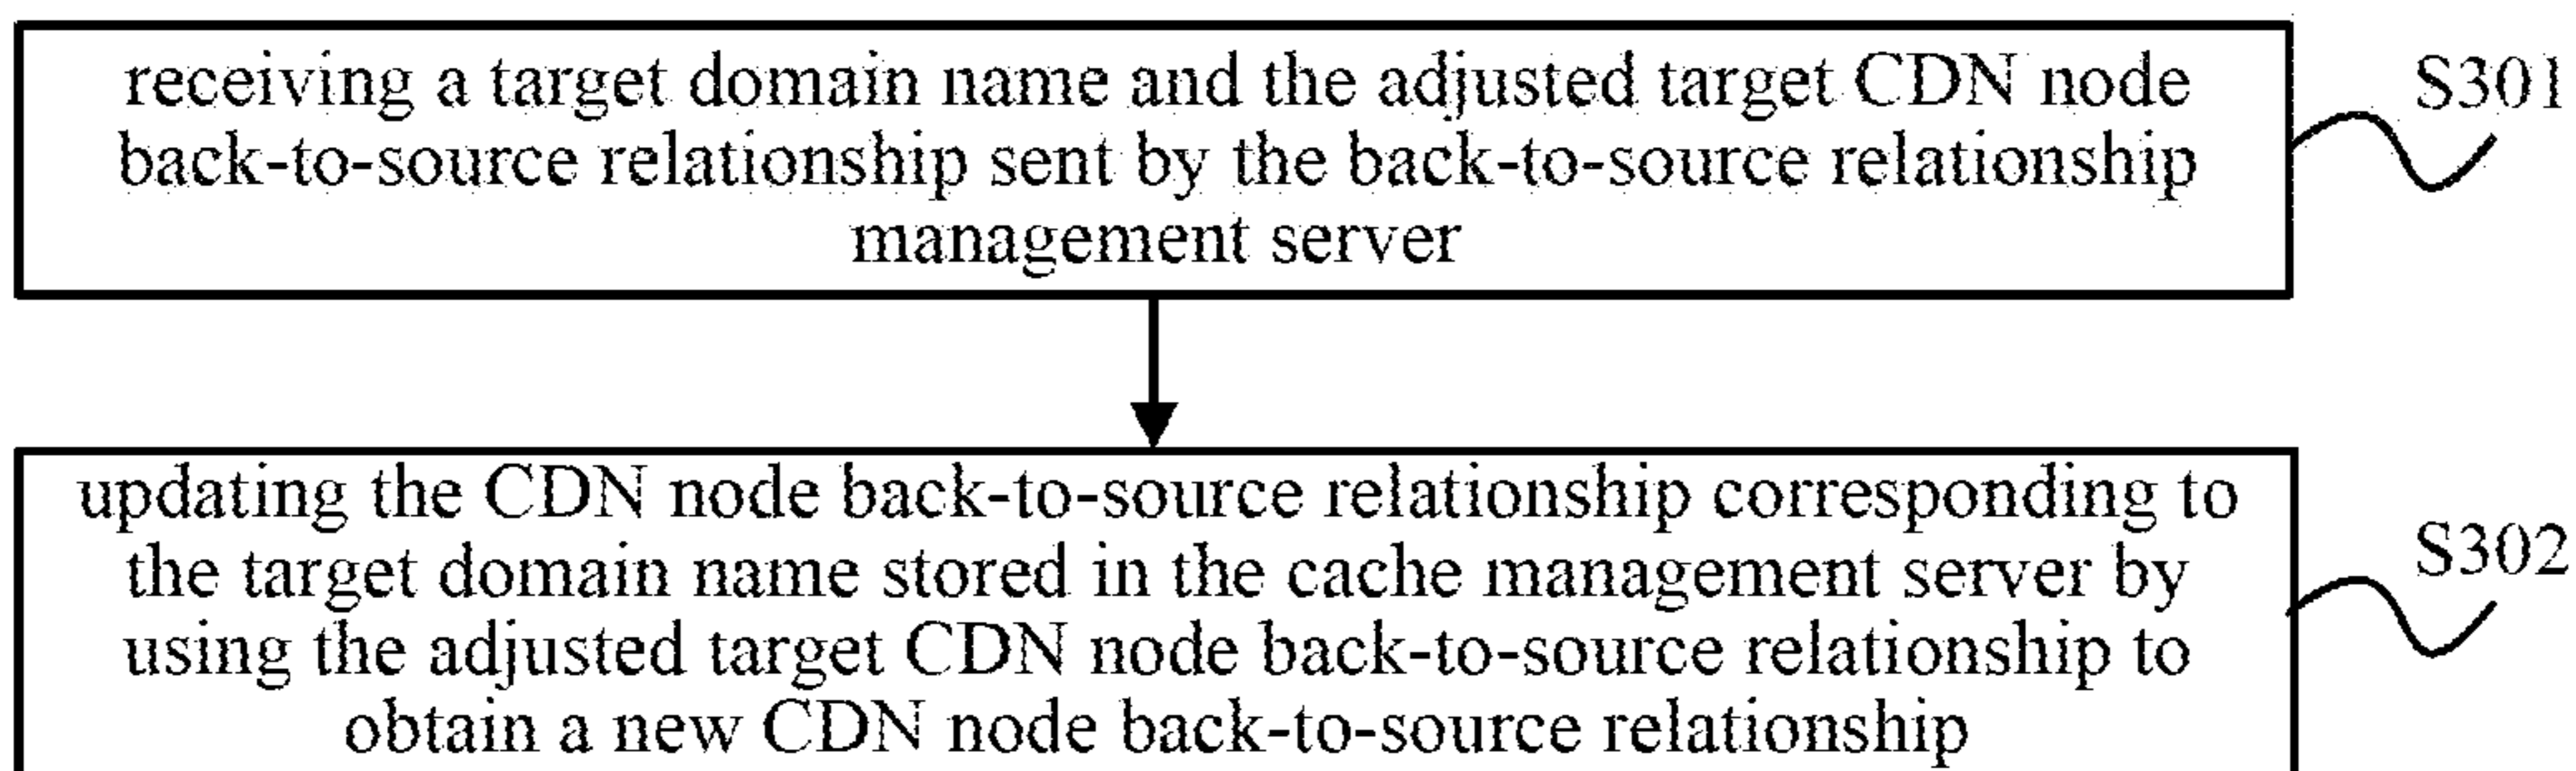 receiving a target domain name and the adjusted target CDN node
back-to-source relationship sent by the back-to-source relationship
management server
S301
updating the CDN node back-to-source relationship corresponding to
the target domain name stored in the cache management server by
using the adjusted target CDN node back-to-source relationship to
obtain a new CDN node back-to-source relationship
S302